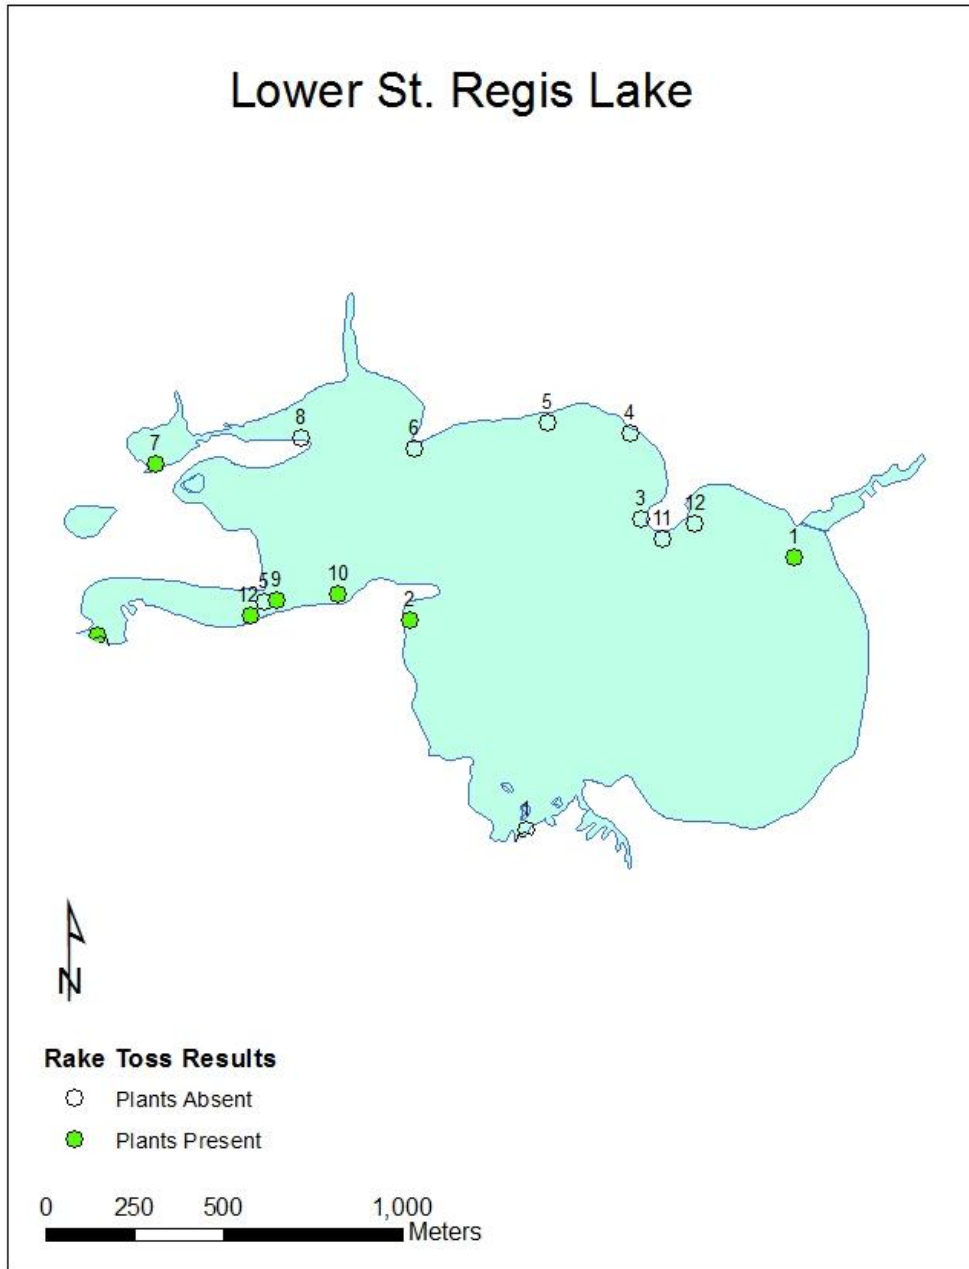 Lower St. Regis Lake
5
4
8
6
7
3
12
11
1
5 9
10
12
2
1
N
Rake Toss Results
Plants Absent
Plants Present
0 250 500 1,000
Meters